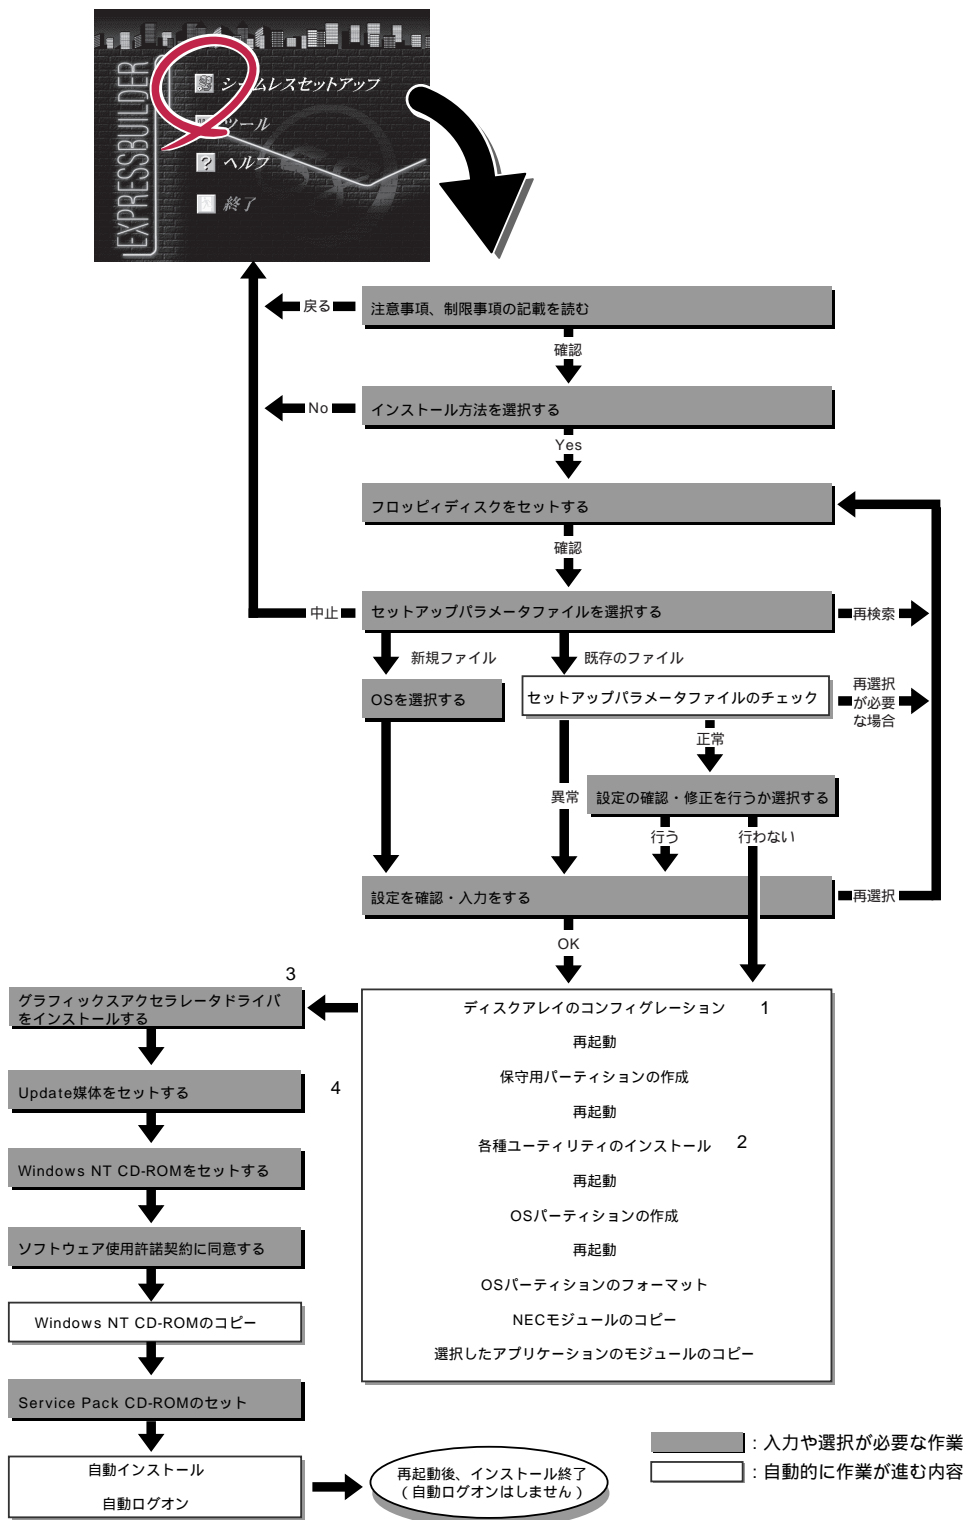 EXPRESSBUILDER
シームレスセットアップ
ツール
ヘルプ
終了
注意事項、制限事項の記載を読む
戻る
確認
インストール方法を選択する
No
Yes
フロッピィディスクをセットする
確認
セットアップパラメータファイルを選択する
中止
再検索
新規ファイル
既存のファイル
OSを選択する
セットアップパラメータファイルのチェック
再選択
が必要
な場合
正常
異常
設定の確認・修正を行うか選択する
行う
行わない
設定を確認・入力をする
再選択
OK
ディスクアレイのコンフィグレーション 1
再起動
保守用パーティションの作成
再起動
各種ユーティリティのインストール 2
再起動
OSパーティションの作成
再起動
OSパーティションのフォーマット
NECモジュールのコピー
選択したアプリケーションのモジュールのコピー
3
グラフィックスアクセラレータドライバ
をインストールする
Update媒体をセットする
4
Windows NT CD-ROMをセットする
ソフトウェア使用許諾契約に同意する
Windows NT CD-ROMのコピー
Service Pack CD-ROMのセット
自動インストール
自動ログオン
再起動後、インストール終了
(自動ログオンはしません)
:入力や選択が必要な作業
:自動的に作業が進む内容